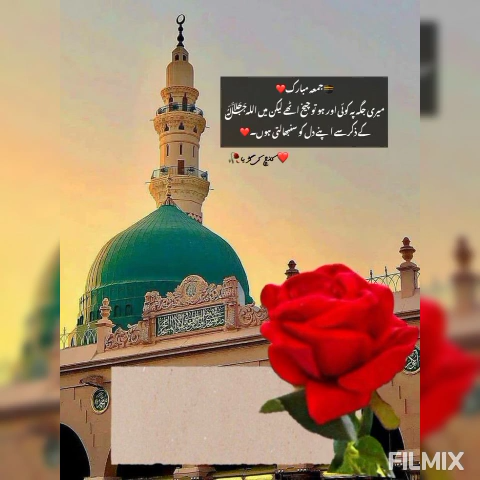 جمعہ مبارک❤️
میری جگہ پہ کوئی اور ہو تو چیخ اٹھے لیکن میں اللہ ﷻ
کے ذکر سے اپنے دل کو سنبھالتی ہوں۔❤️
FILMIX